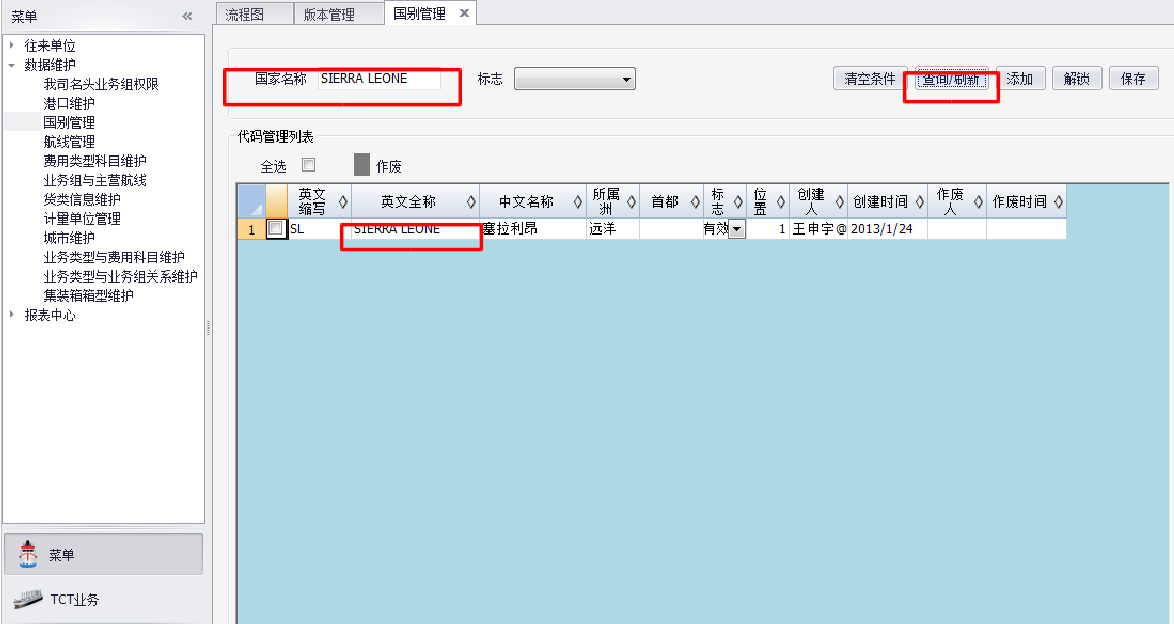 菜单
«
往来单位
数据维护
我司名头业务组权限
港口维护
国别管理
航线管理
费用类型科目维护
业务组与主营航线
货类信息维护
计量单位管理
城市维护
业务类型与费用科目维护
业务类型与业务组关系维护
集装箱箱型维护
报表中心
菜单
TCT业务
流程图 版本管理 国别管理 x
国家名称 SIERRA LEONE 标志 清空条件 查询/刷新 添加 解锁 保存
代码管理列表
全选 作废
英文缩写 英文全称 中文名称 所属洲 首都 标志 位置 创建人 创建时间 作废人 作废时间
1 SL SIERRA LEONE 塞拉利昂 远洋 有效 1 王申宇@ 2013/1/24